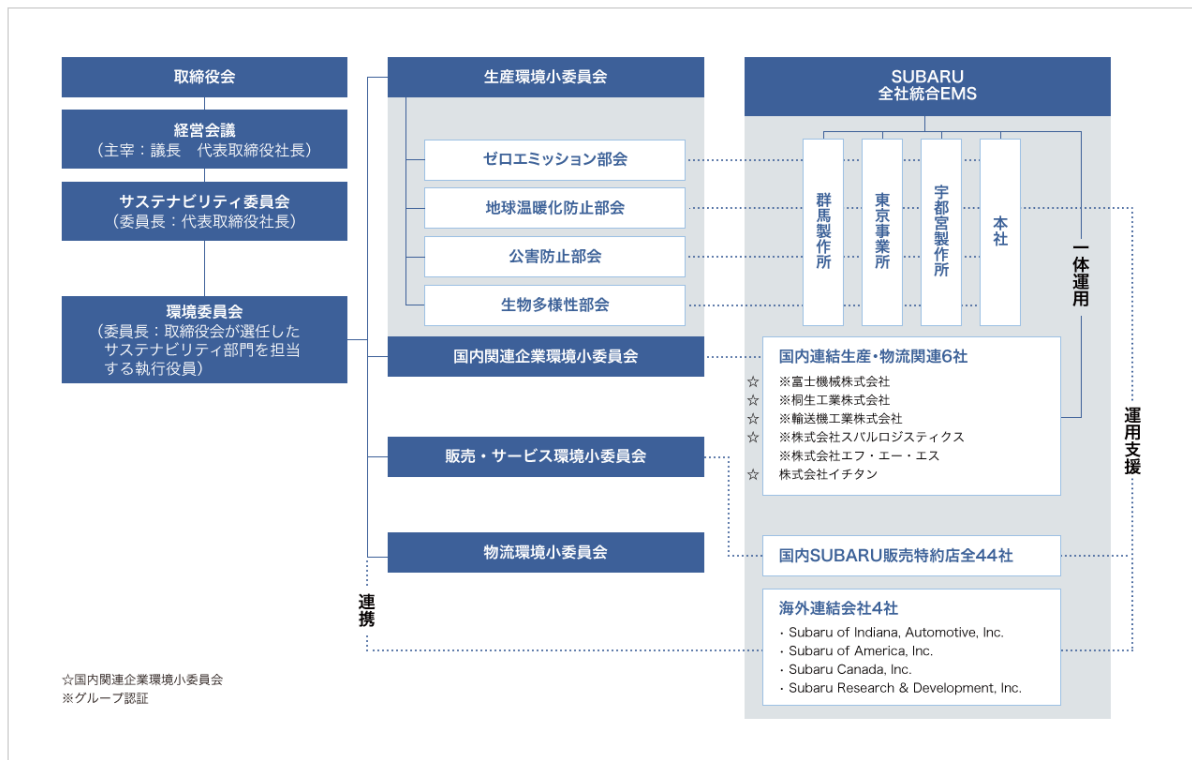 取締役会
経営会議
（主宰：議長　代表取締役社長）
サステナビリティ委員会
（委員長：代表取締役社長）
環境委員会
（委員長：取締役会が選任した
サステナビリティ部門を担当
する執行役員）
生産環境小委員会
ゼロエミッション部会
地球温暖化防止部会
公害防止部会
生物多様性部会
国内関連企業環境小委員会
販売・サービス環境小委員会
物流環境小委員会
連携
SUBARU
全社統合EMS
群馬製作所
東京事業所
宇都宮製作所
本社
一体運用
運用支援
国内連結生産・物流関連6社
☆ ※富士機械株式会社
☆ ※桐生工業株式会社
☆ ※輸送機工業株式会社
☆ ※株式会社スバルロジスティクス
※株式会社エフ・エー・エス
☆ 株式会社イチタン
国内SUBARU販売特約店全44社
海外連結会社4社
・Subaru of Indiana, Automotive, Inc.
・Subaru of America, Inc.
・Subaru Canada, Inc.
・Subaru Research & Development, Inc.
☆国内関連企業環境小委員会
※グループ認証